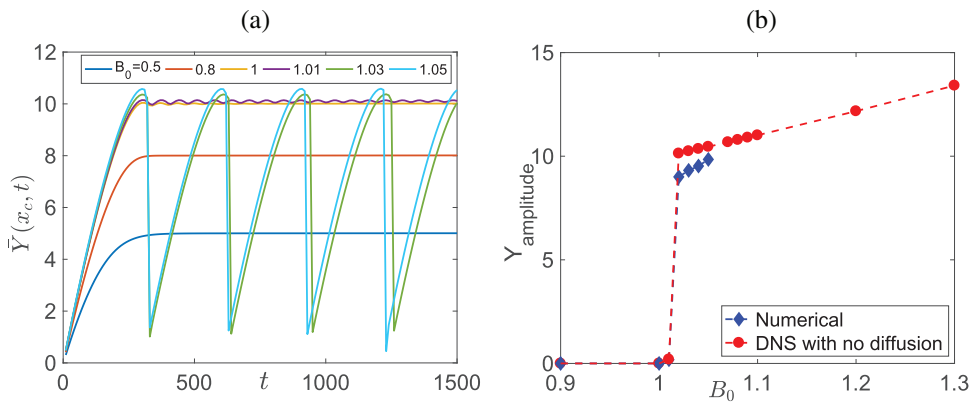 (a)
12
10
8
6
4
2
0
B_0=0.5 0.8 1 1.01 1.03 1.05
Ȳ(x_c, t)
0 500 1000 1500
t
(b)
15
10
5
0
Y_amplitude
Numerical
DNS with no diffusion
0.9 1 1.1 1.2 1.3
B_0